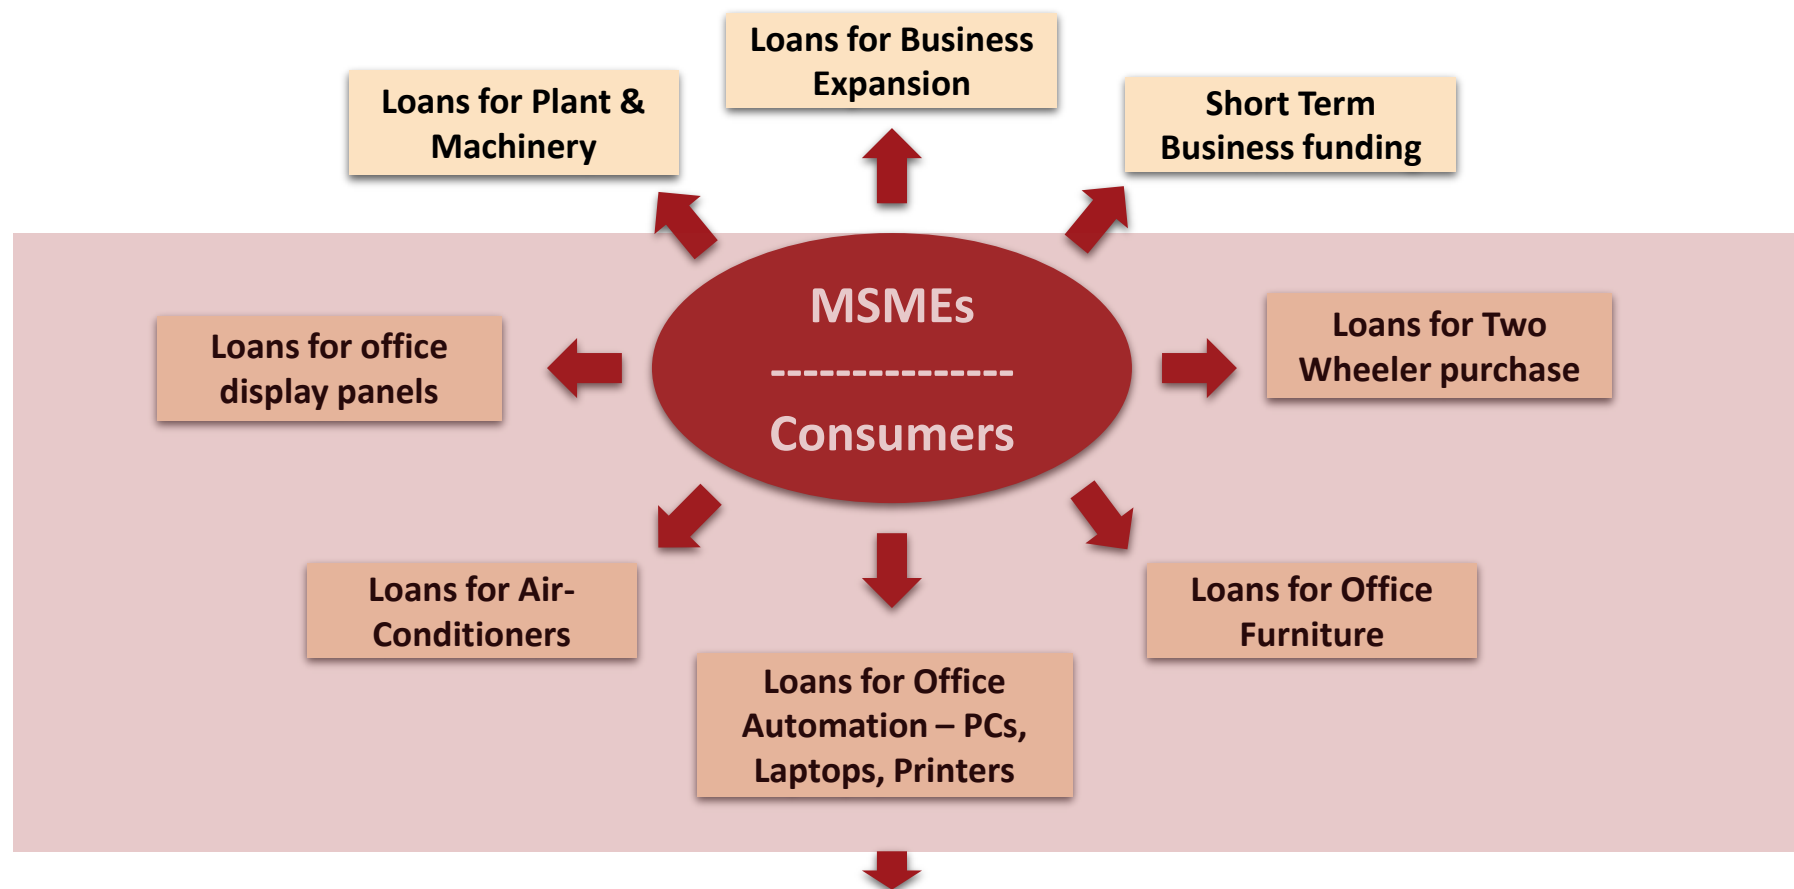 Loans for Business
Expansion
Loans for Plant &
Machinery
Short Term
Business funding
MSMEs
---------------
Consumers
Loans for office
display panels
Loans for Two
Wheeler purchase
Loans for Air-
Conditioners
Loans for Office
Furniture
Loans for Office
Automation – PCs,
Laptops, Printers